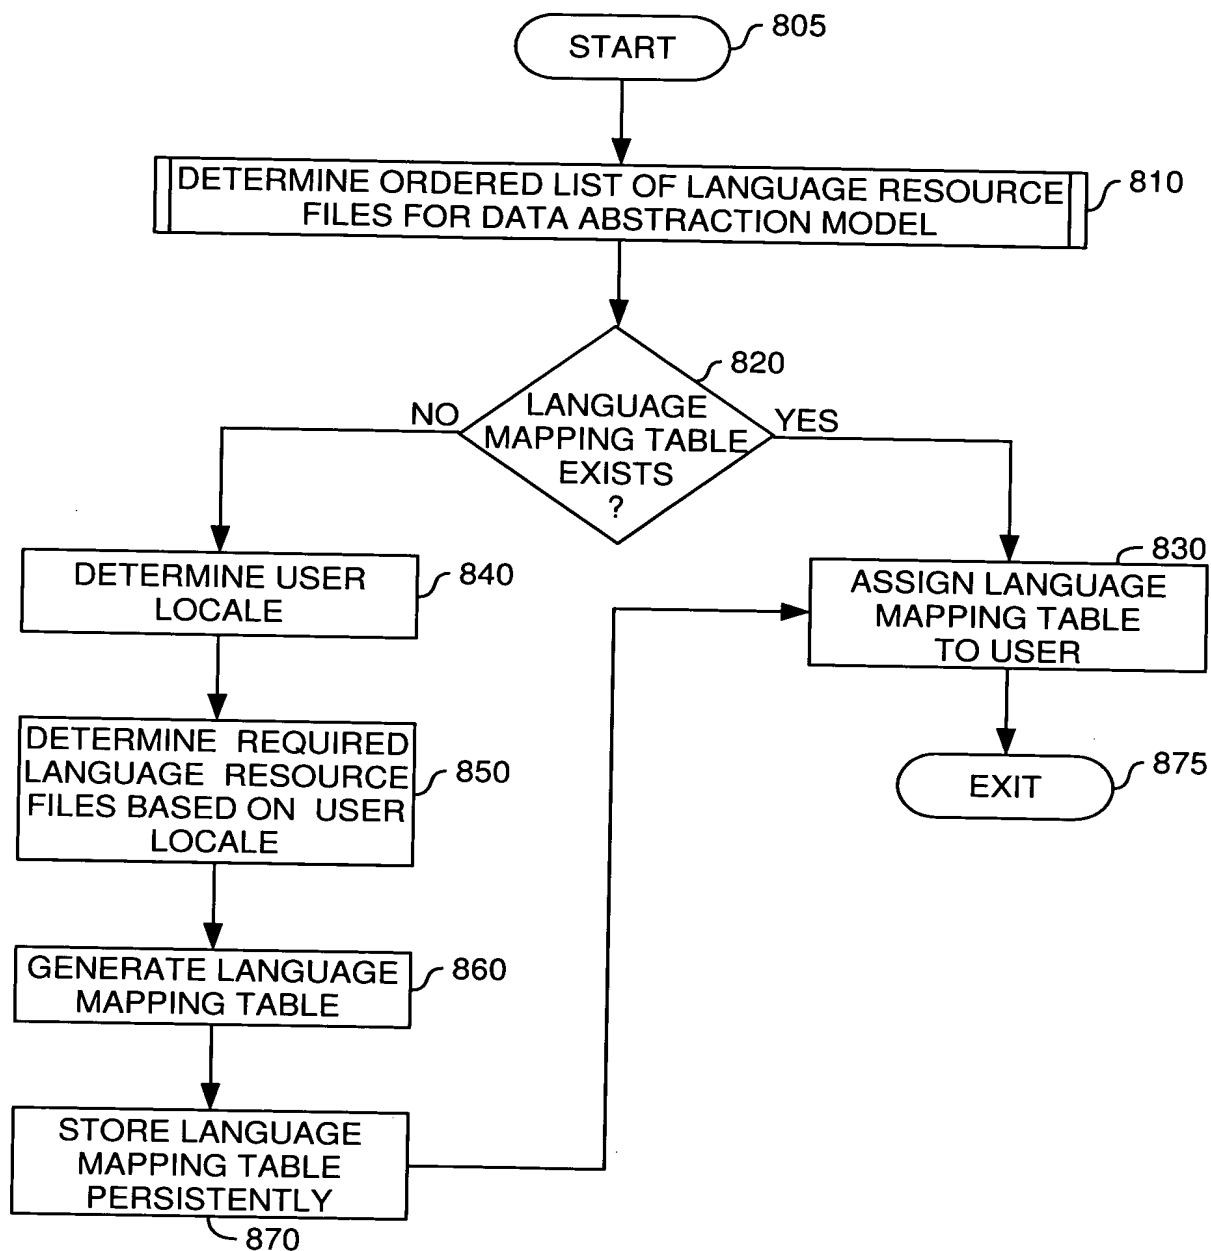 START
805
DETERMINE ORDERED LIST OF LANGUAGE RESOURCE
FILES FOR DATA ABSTRACTION MODEL
810
820
LANGUAGE
MAPPING TABLE
EXISTS
?
NO
YES
DETERMINE USER
LOCALE
840
830
ASSIGN LANGUAGE
MAPPING TABLE
TO USER
DETERMINE REQUIRED
LANGUAGE RESOURCE
FILES BASED ON USER
LOCALE
850
EXIT
875
GENERATE LANGUAGE
MAPPING TABLE
860
STORE LANGUAGE
MAPPING TABLE
PERSISTENTLY
870